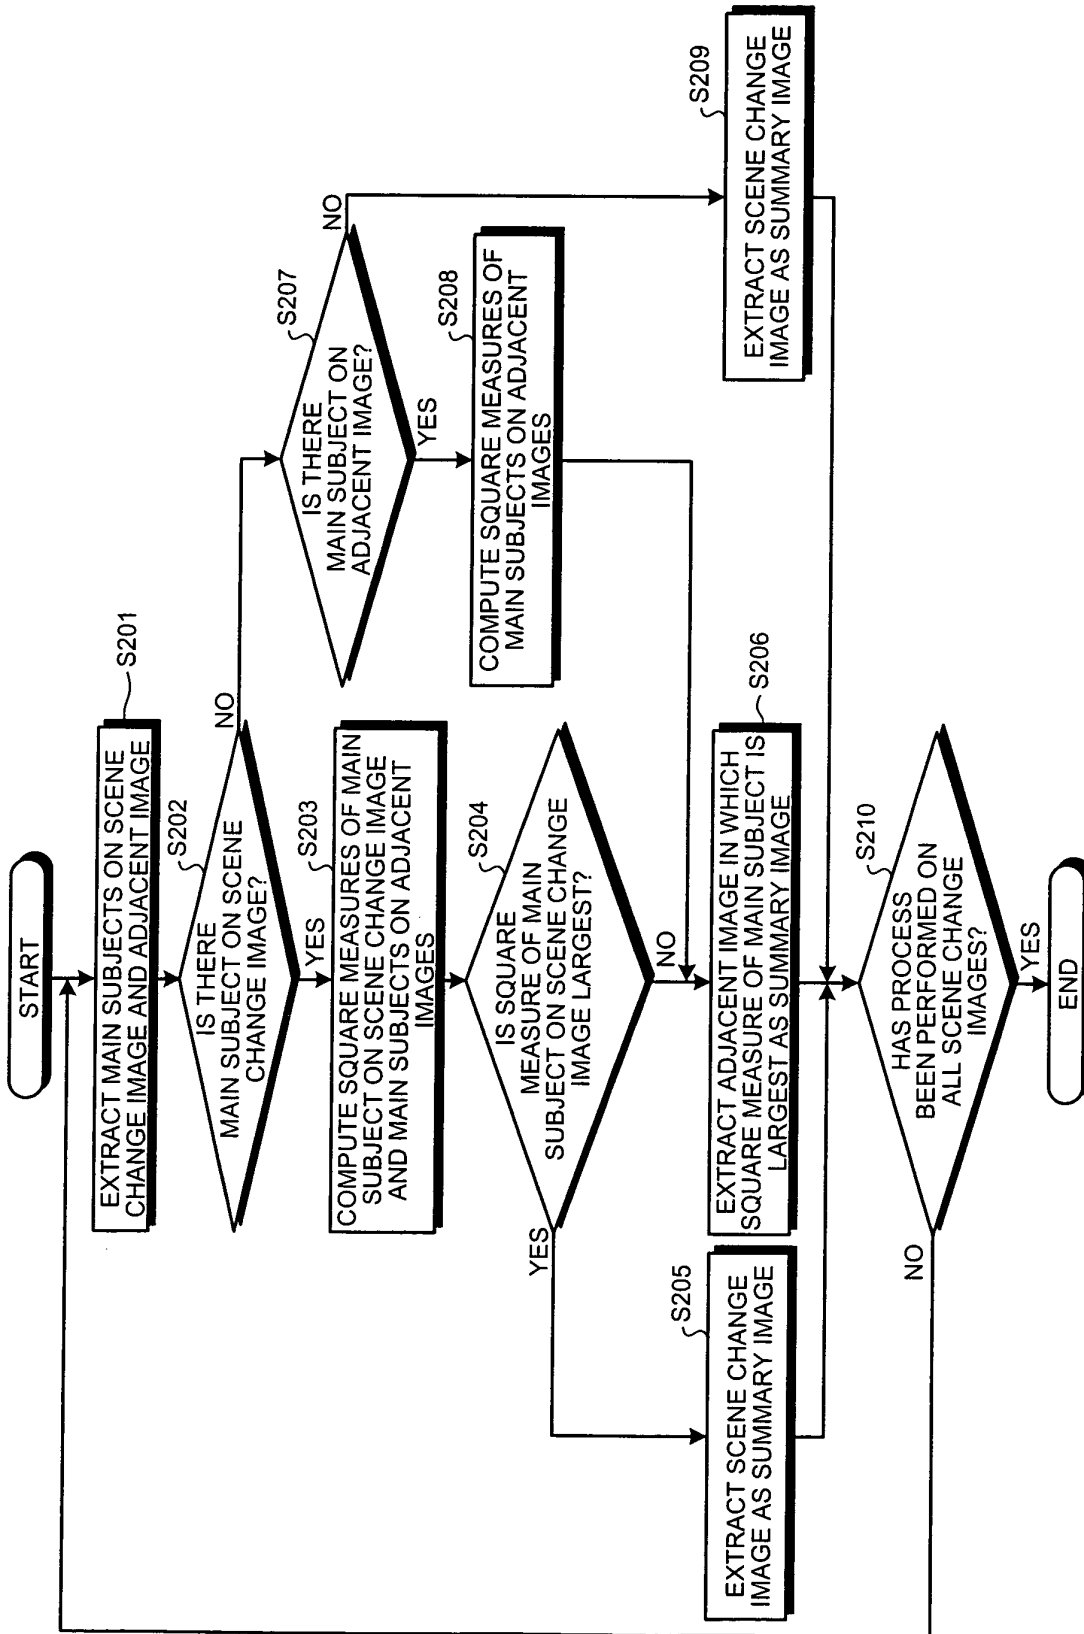 START
S201
EXTRACT MAIN SUBJECTS ON SCENE
CHANGE IMAGE AND ADJACENT IMAGE
S202
IS THERE
MAIN SUBJECT ON SCENE
CHANGE IMAGE?
NO
YES
S203
COMPUTE SQUARE MEASURES OF MAIN
SUBJECT ON SCENE CHANGE IMAGE
AND MAIN SUBJECTS ON ADJACENT
IMAGES
S204
IS SQUARE
MEASURE OF MAIN
SUBJECT ON SCENE CHANGE
IMAGE LARGEST?
YES
NO
S205
EXTRACT SCENE CHANGE
IMAGE AS SUMMARY IMAGE
S206
EXTRACT ADJACENT IMAGE IN WHICH
SQUARE MEASURE OF MAIN SUBJECT IS
LARGEST AS SUMMARY IMAGE
S207
IS THERE
MAIN SUBJECT ON
ADJACENT IMAGE?
NO
YES
S208
COMPUTE SQUARE MEASURES OF
MAIN SUBJECTS ON ADJACENT
IMAGES
S209
EXTRACT SCENE CHANGE
IMAGE AS SUMMARY IMAGE
S210
HAS PROCESS
BEEN PERFORMED ON
ALL SCENE CHANGE
IMAGES?
NO
YES
END